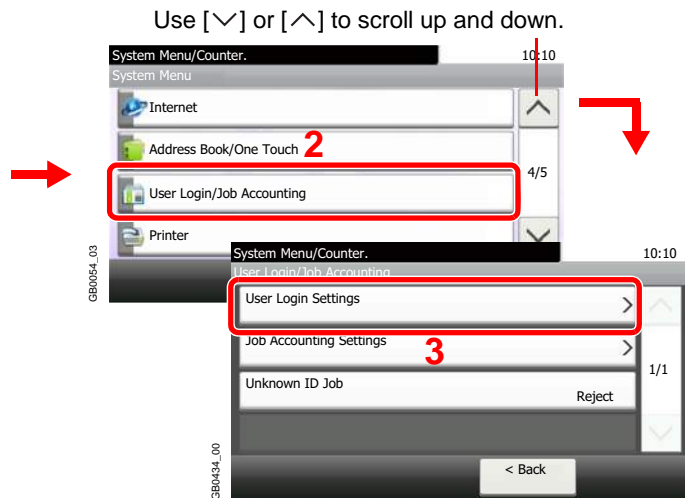 Use [∨] or [∧] to scroll up and down.
System Menu/Counter.
10:10
System Menu
Internet
Address Book/One Touch
2
4/5
User Login/Job Accounting
Printer
GB0054_03
System Menu/Counter.
10:10
User Login/Job Accounting
User Login Settings
Job Accounting Settings
3
1/1
Unknown ID Job
Reject
< Back
GB0434_00